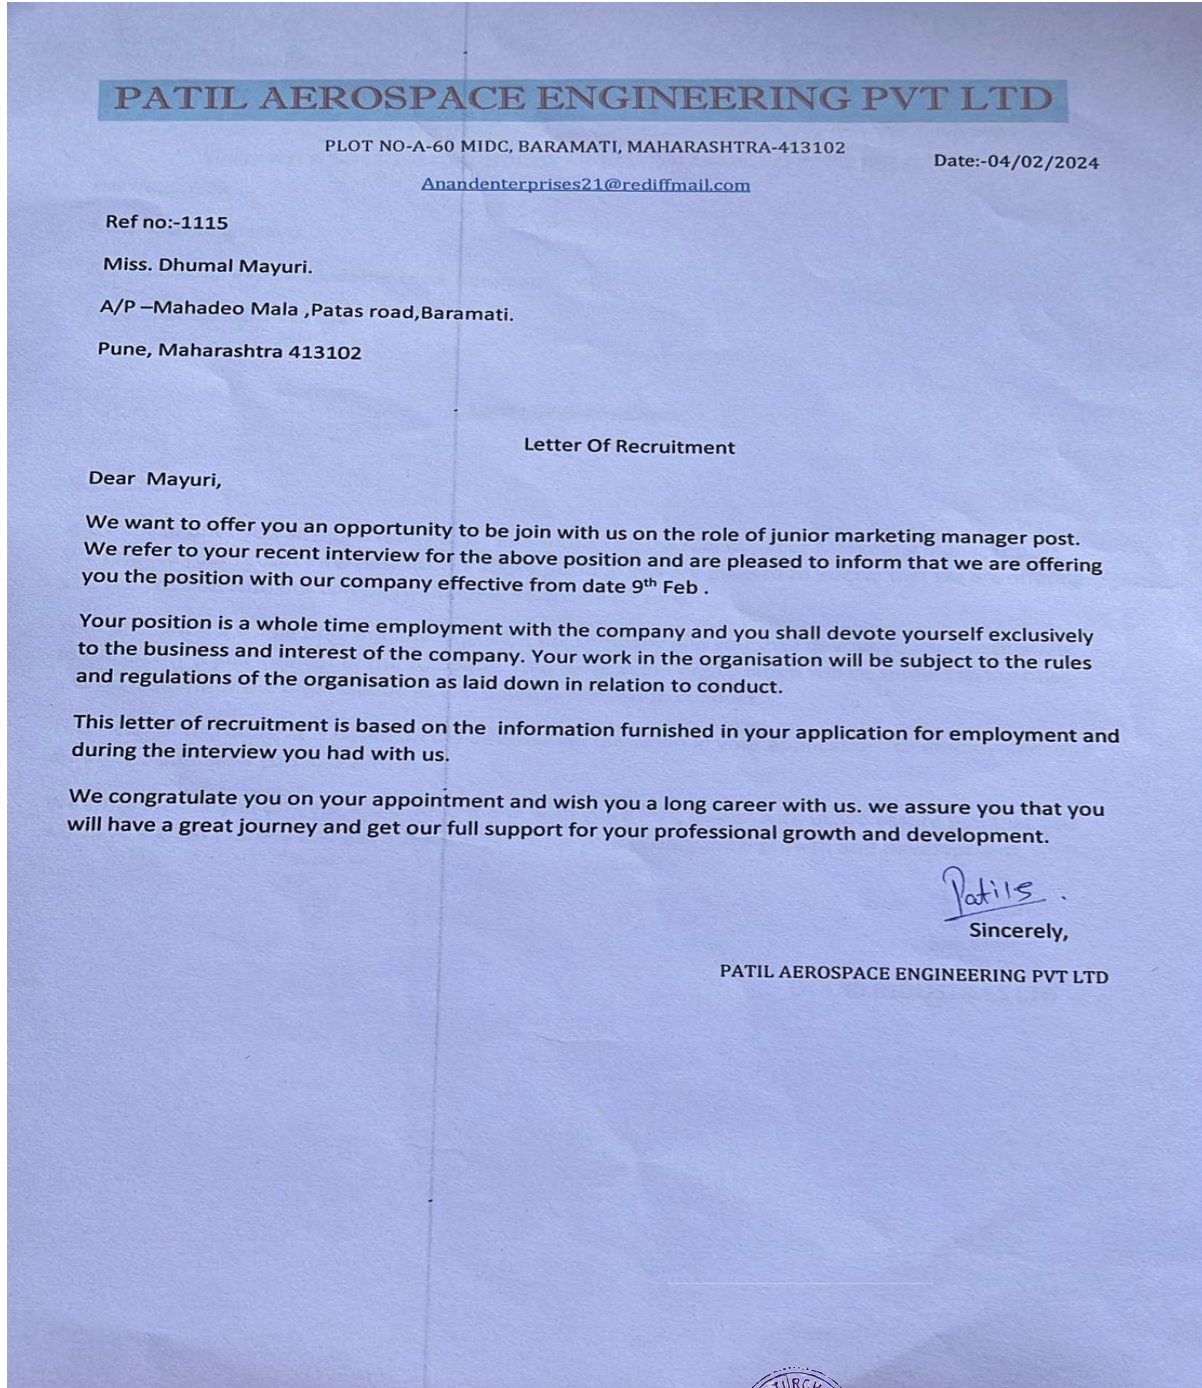 PATIL AEROSPACE ENGINEERING PVT LTD
PLOT NO-A-60 MIDC, BARAMATI, MAHARASHTRA-413102
Date:-04/02/2024
Anandenterprises21@rediffmail.com
Ref no:-1115
Miss. Dhumal Mayuri.
A/P –Mahadeo Mala ,Patas road,Baramati.
Pune, Maharashtra 413102
Letter Of Recruitment
Dear  Mayuri,
We want to offer you an opportunity to be join with us on the role of junior marketing manager post.
We refer to your recent interview for the above position and are pleased to inform that we are offering
you the position with our company effective from date 9th Feb .
Your position is a whole time employment with the company and you shall devote yourself exclusively
to the business and interest of the company. Your work in the organisation will be subject to the rules
and regulations of the organisation as laid down in relation to conduct.
This letter of recruitment is based on the  information furnished in your application for employment and
during the interview you had with us.
We congratulate you on your appointment and wish you a long career with us. we assure you that you
will have a great journey and get our full support for your professional growth and development.
Patils.
Sincerely,
PATIL AEROSPACE ENGINEERING PVT LTD